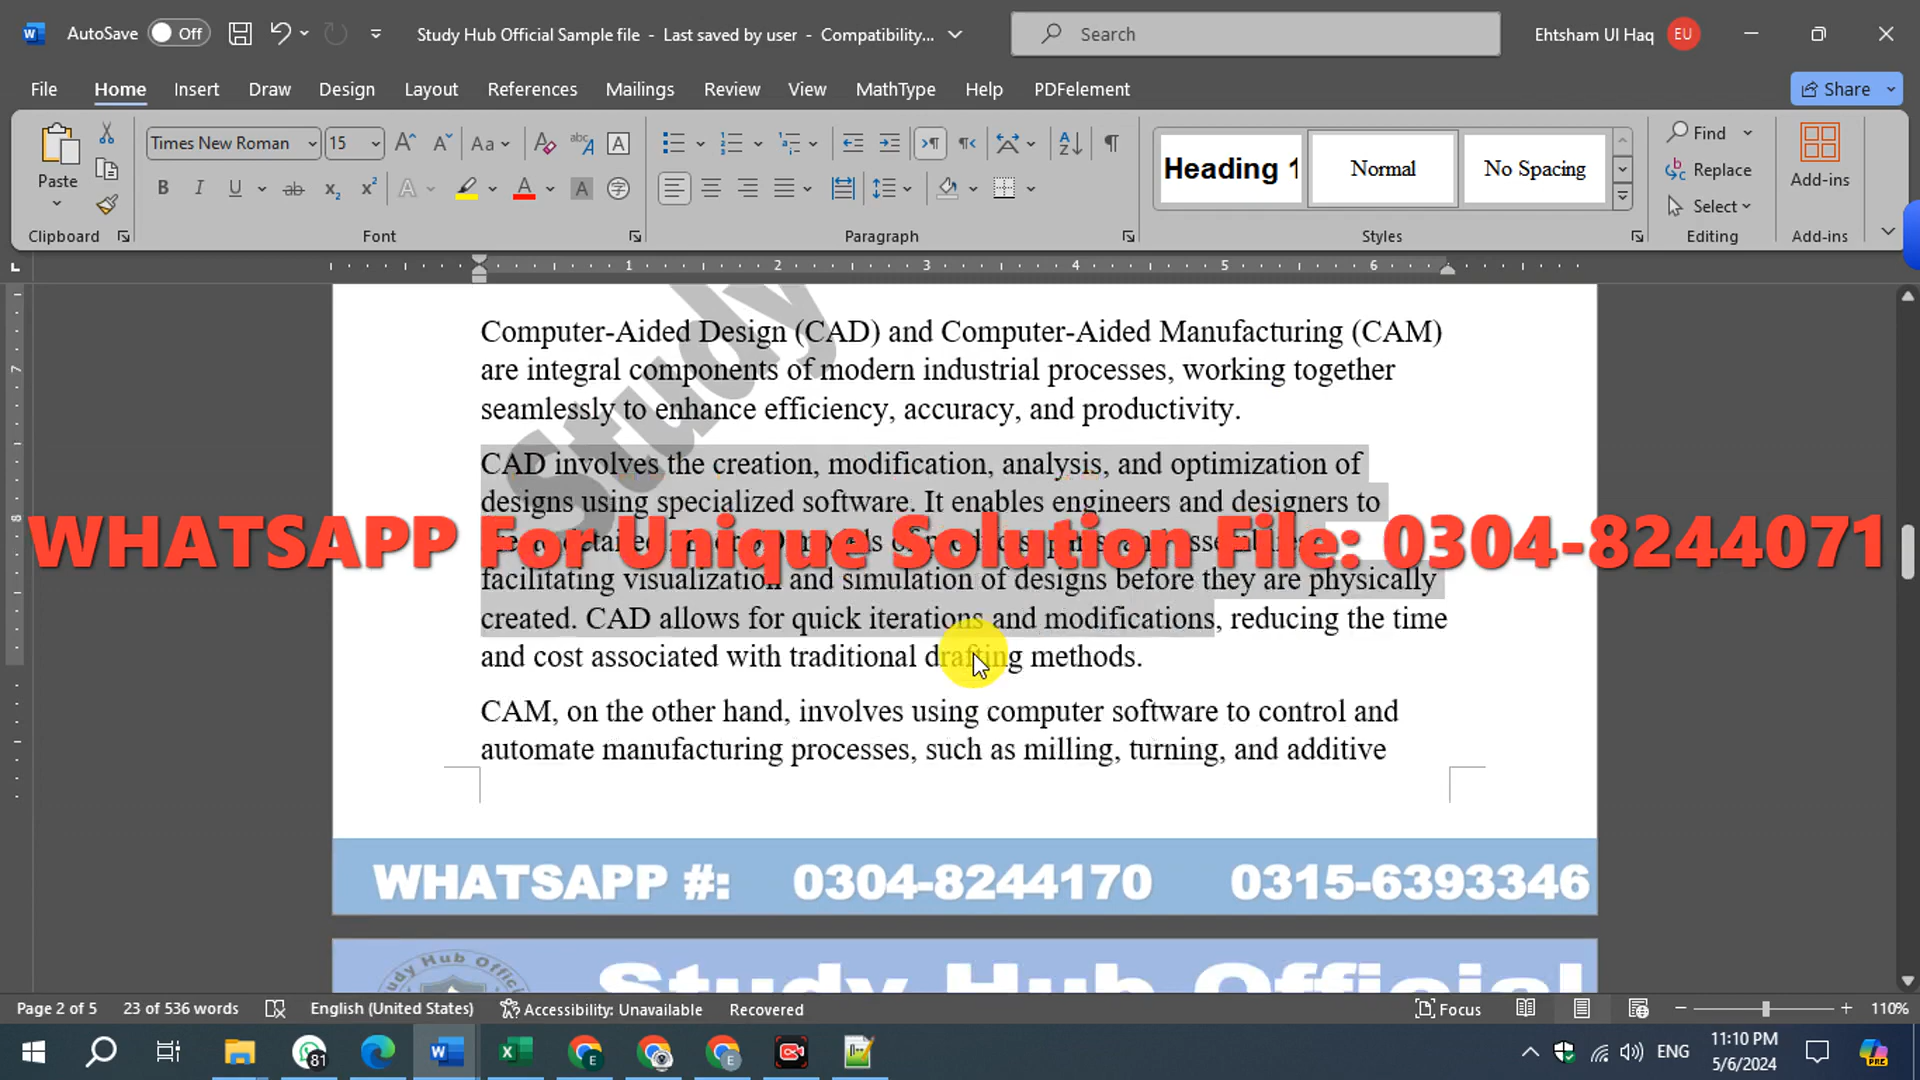 AutoSave Off Study Hub Official Sample file - Last saved by user - Compatibility... Search Ehtsham Ul Haq EU
File Home Insert Draw Design Layout References Mailings Review View MathType Help PDFelement Share
Paste Times New Roman 15 Aa Heading 1 Normal No Spacing Find Replace Select Add-ins
Clipboard Font Paragraph Styles Editing Add-ins
1 2 3 4 5 6
Study
Computer-Aided Design (CAD) and Computer-Aided Manufacturing (CAM)
are integral components of modern industrial processes, working together
seamlessly to enhance efficiency, accuracy, and productivity.
CAD involves the creation, modification, analysis, and optimization of
designs using specialized software. It enables engineers and designers to
WHATSAPP For Unique Solution File: 0304-8244071
facilitating visualization and simulation of designs before they are physically
created. CAD allows for quick iterations and modifications, reducing the time
and cost associated with traditional drafting methods.
CAM, on the other hand, involves using computer software to control and
automate manufacturing processes, such as milling, turning, and additive
WHATSAPP #: 0304-8244170 0315-6393346
Study Hub Official
Page 2 of 5 23 of 536 words English (United States) Accessibility: Unavailable Recovered Focus 110%
81 ENG 11:10 PM
5/6/2024